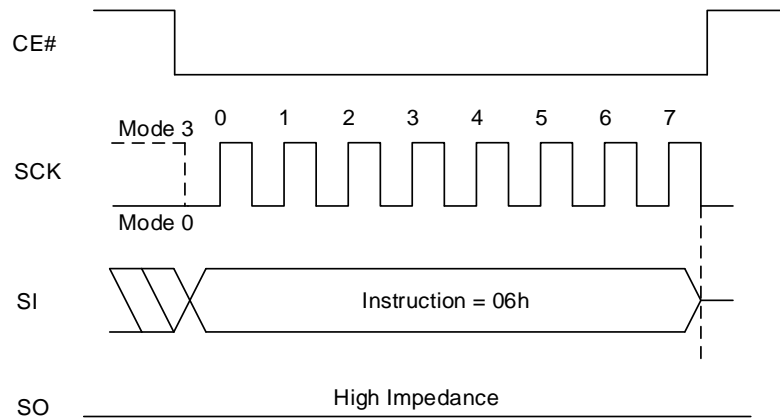 CE#
Mode 3
0 1 2 3 4 5 6 7
SCK
Mode 0
SI
Instruction = 06h
SO
High Impedance